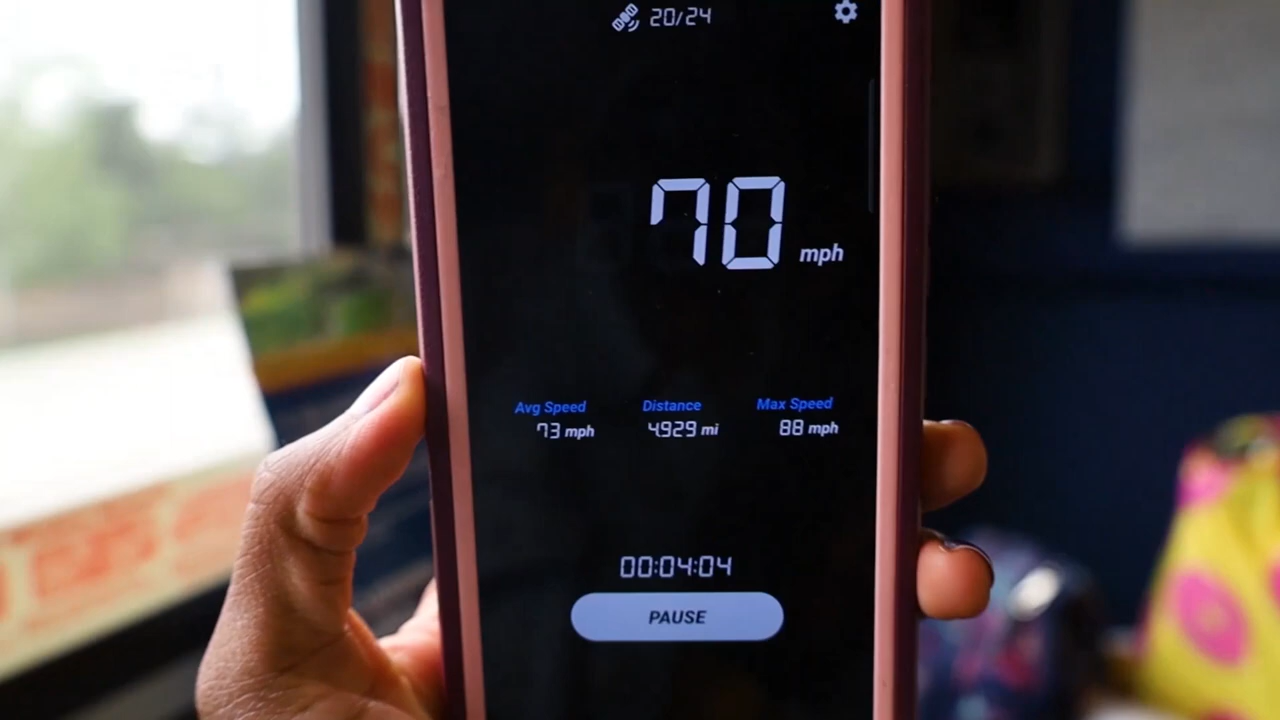 20/24
70 mph
Avg Speed Distance Max Speed
73 mph 4.929 mi 88 mph
00:04:04
PAUSE